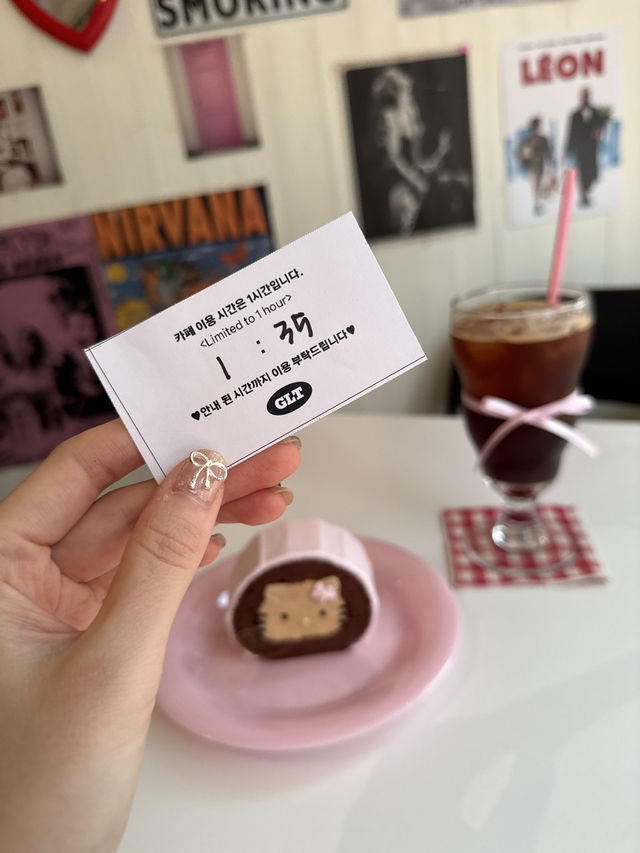 SMOKING
LÉON
NIRVANA
카페 이용 시간은 1시간입니다.
<Limited to 1 hour>
1 : 35
♥안내 된 시간까지 이용 부탁드립니다♥
GLT